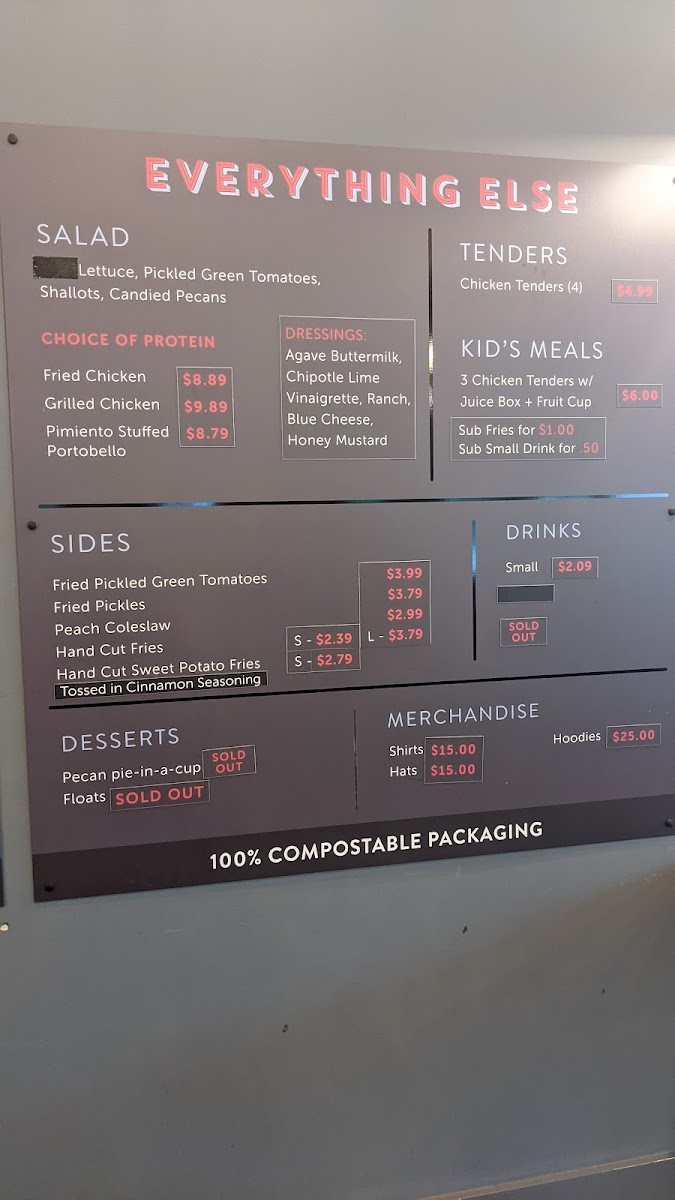 EVERYTHING ELSE
SALAD
Lettuce, Pickled Green Tomatoes,
Shallots, Candied Pecans
CHOICE OF PROTEIN
Fried Chicken $8.89
Grilled Chicken $9.89
Pimiento Stuffed $8.79
Portobello
DRESSINGS:
Agave Buttermilk,
Chipotle Lime
Vinaigrette, Ranch,
Blue Cheese,
Honey Mustard
TENDERS
Chicken Tenders (4) $4.99
KID'S MEALS
3 Chicken Tenders w/
Juice Box + Fruit Cup $6.00
Sub Fries for $1.00
Sub Small Drink for .50
SIDES
Fried Pickled Green Tomatoes $3.99
Fried Pickles $3.79
Peach Coleslaw $2.99
Hand Cut Fries S - $2.39 L - $3.79
Hand Cut Sweet Potato Fries S - $2.79
Tossed in Cinnamon Seasoning
DRINKS
Small $2.09
SOLD
OUT
DESSERTS
Pecan pie-in-a-cup SOLD OUT
Floats SOLD OUT
MERCHANDISE
Shirts $15.00 Hoodies $25.00
Hats $15.00
100% COMPOSTABLE PACKAGING